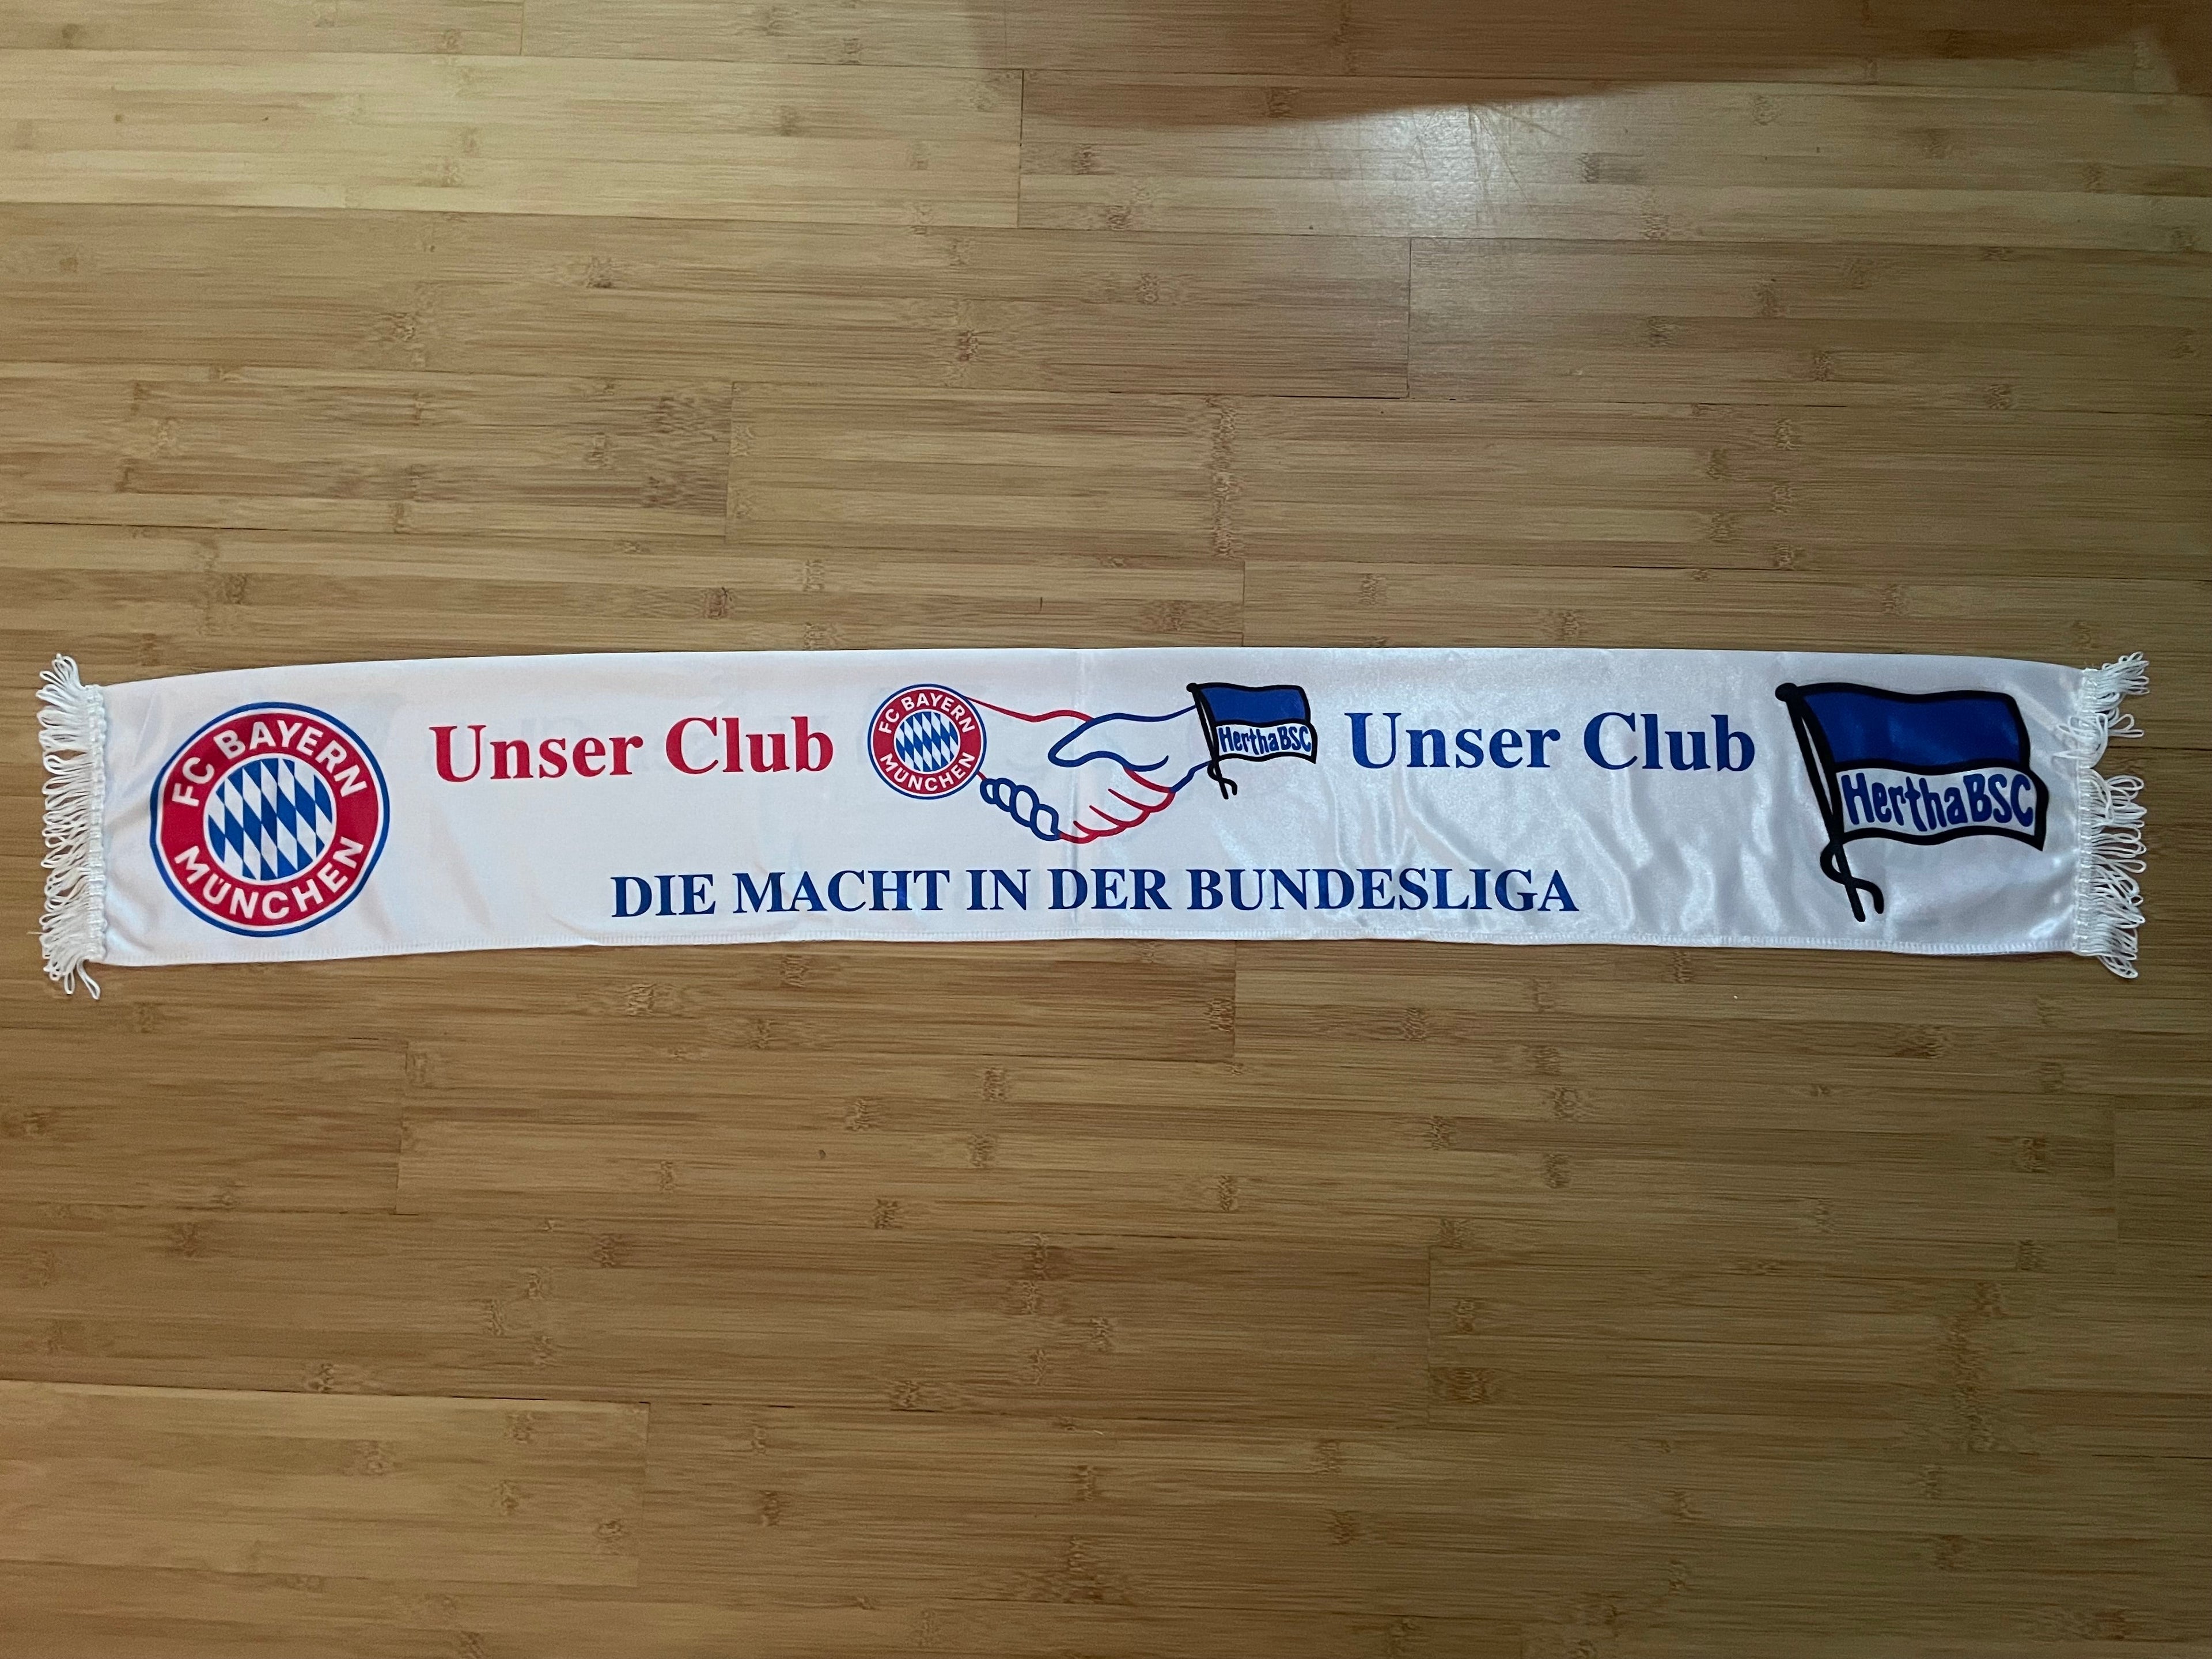 FC BAYERN
MÜNCHEN
Unser Club
FC BAYERN
MÜNCHEN
HerthaBSC
Unser Club
HerthaBSC
DIE MACHT IN DER BUNDESLIGA